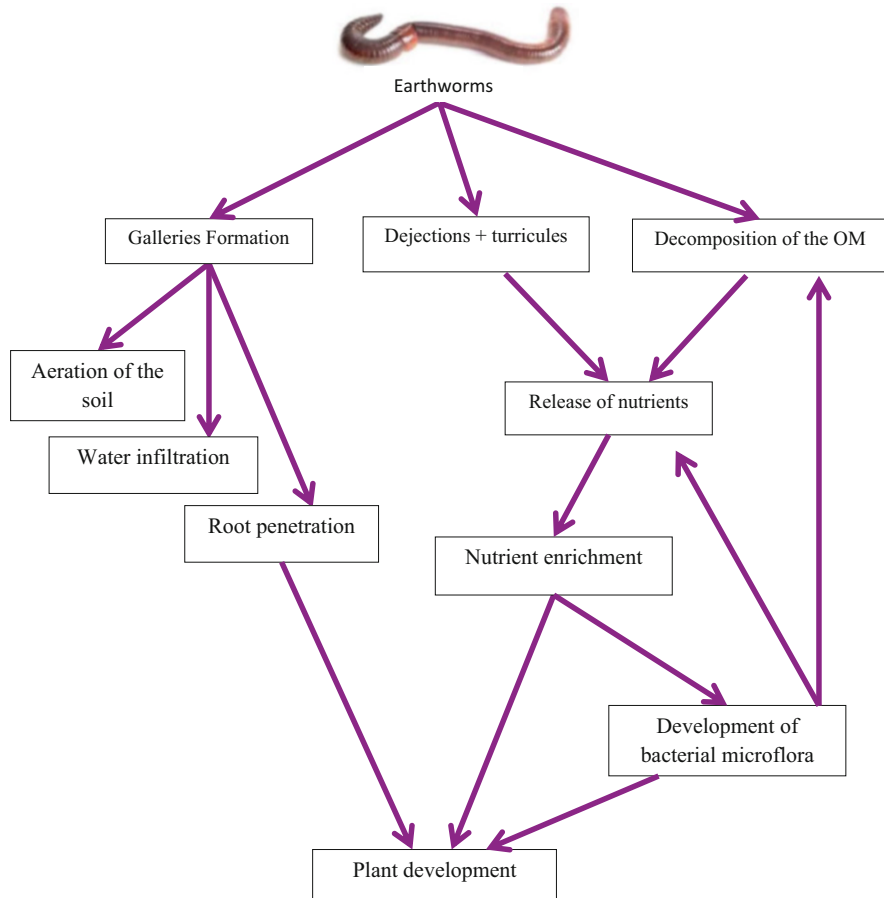 Earthworms
Galleries Formation
Dejections + turricules
Decomposition of the OM
Aeration of the
soil
Release of nutrients
Water infiltration
Root penetration
Nutrient enrichment
Development of
bacterial microflora
Plant development